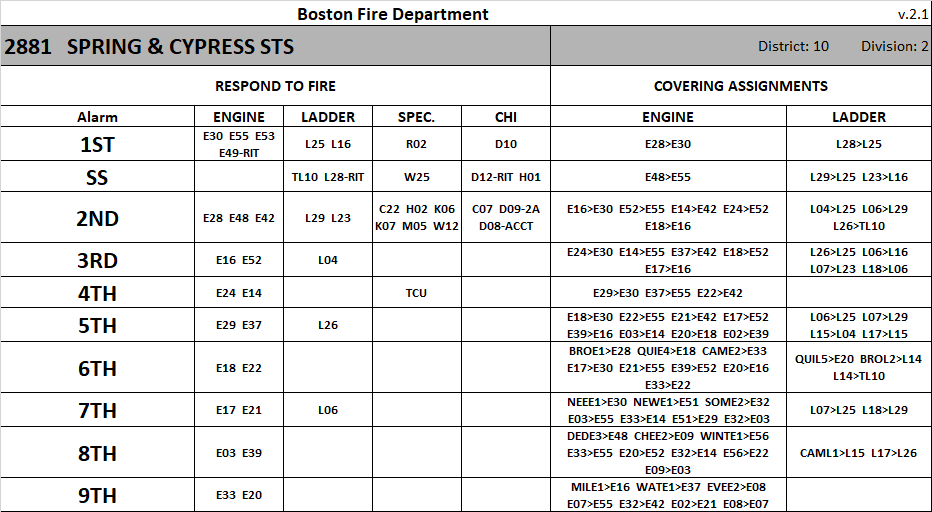 Boston Fire Department v.2.1
2881 SPRING & CYPRESS STS District: 10 Division: 2
RESPOND TO FIRE COVERING ASSIGNMENTS
Alarm ENGINE LADDER SPEC. CHI ENGINE LADDER
1ST
E30 E55 E53
E49-RIT
L25 L16
R02
D10
E28>E30
L28>L25
SS
TL10 L28-RIT
W25
D12-RIT H01
E48>E55
L29>L25 L23>L16
2ND
E28 E48 E42
L29 L23
C22 H02 K06
K07 M05 W12
C07 D09-2A
D08-ACCT
E16>E30 E52>E55 E14>E42 E24>E52
E18>E16
L04>L25 L06>L29
L26>TL10
3RD
E16 E52
L04
E24>E30 E14>E55 E37>E42 E18>E52
E17>E16
L26>L25 L06>L16
L07>L23 L18>L06
4TH
E24 E14
TCU
E29>E30 E37>E55 E22>E42
5TH
E29 E37
L26
E18>E30 E22>E55 E21>E42 E17>E52
E39>E16 E03>E14 E20>E18 E02>E39
L06>L25 L07>L29
L15>L04 L17>L15
6TH
E18 E22
BROE1>E28 QUIE4>E18 CAME2>E33
E17>E30 E21>E55 E39>E52 E20>E16
E33>E22
QUIL5>E20 BROL2>L14
L14>TL10
7TH
E17 E21
L06
NEEE1>E30 NEWE1>E51 SOME2>E32
E03>E55 E33>E14 E51>E29 E32>E03
L07>L25 L18>L29
8TH
E03 E39
DEDE3>E48 CHEE2>E09 WINTE1>E56
E33>E55 E20>E52 E32>E14 E56>E22
E09>E03
CAML1>L15 L17>L26
9TH
E33 E20
MILE1>E16 WATE1>E37 EVEE2>E08
E07>E55 E32>E42 E02>E21 E08>E07